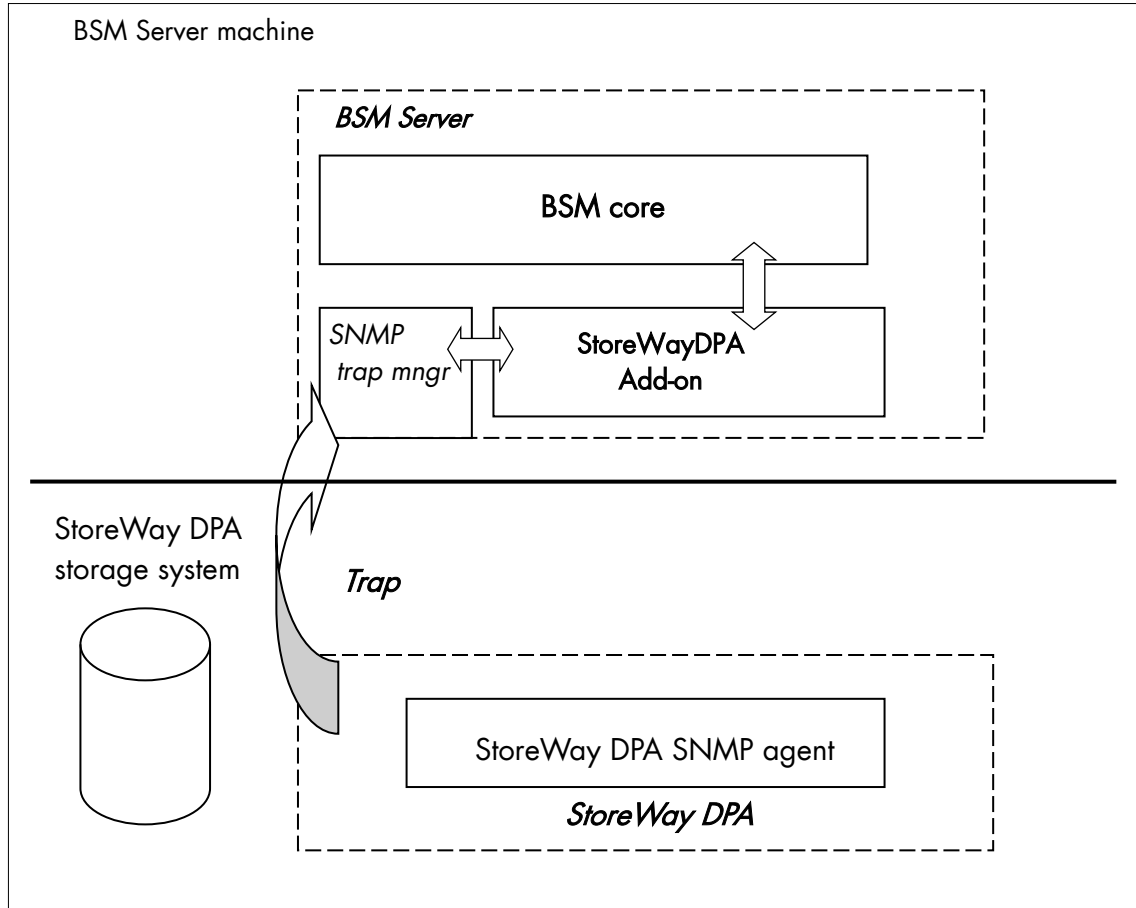 BSM Server machine
BSM Server
BSM core
SNMP
trap mngr
StoreWayDPA
Add-on
StoreWay DPA
storage system
Trap
StoreWay DPA SNMP agent
StoreWay DPA